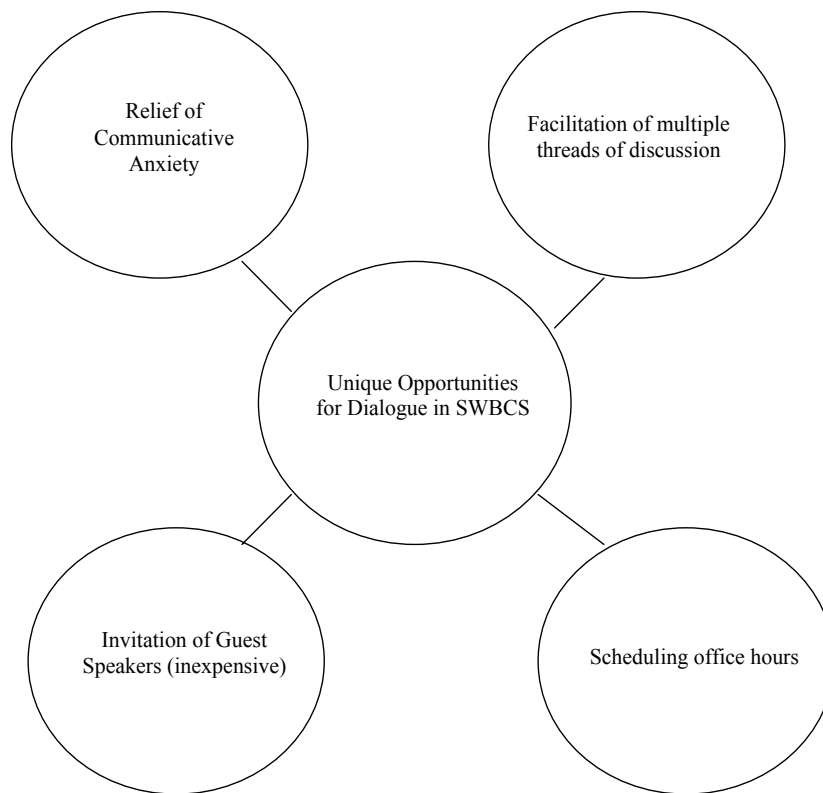 Relief of
Communicative
Anxiety
Facilitation of multiple
threads of discussion
Unique Opportunities
for Dialogue in SWBCS
Invitation of Guest
Speakers (inexpensive)
Scheduling office hours